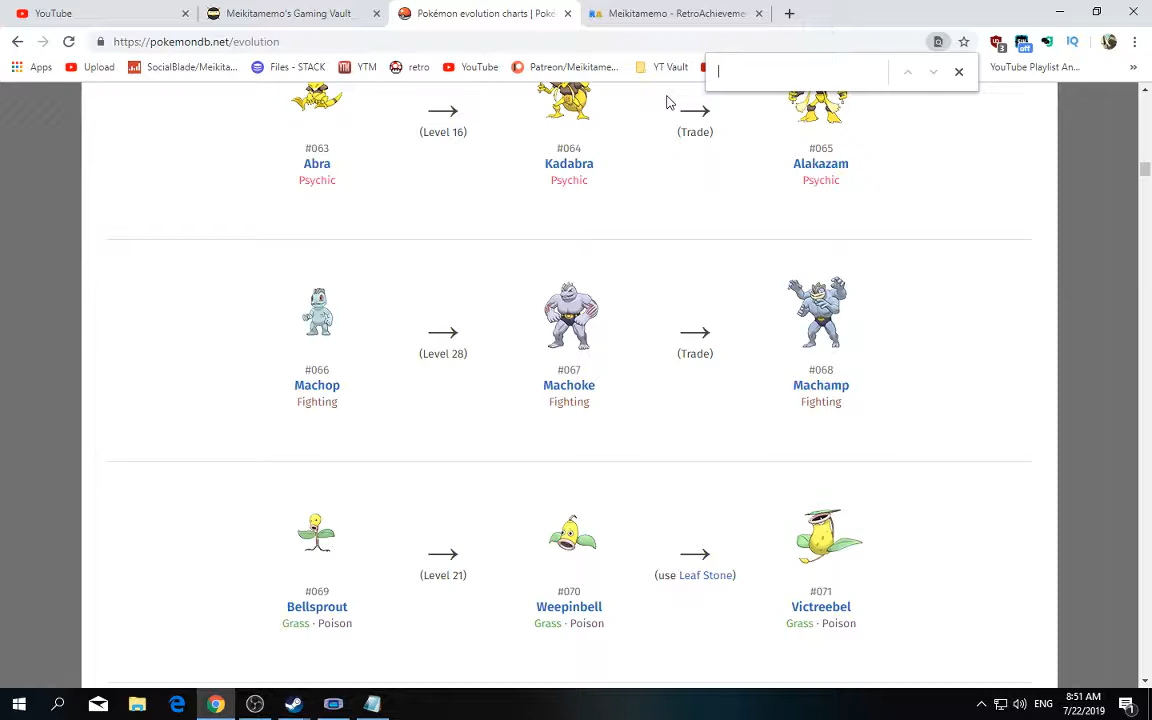 YouTube
Meikitamemo's Gaming Vault
Pokémon evolution charts | Poké
Meikitamemo - RetroAchieveme
https://pokemondb.net/evolution
Apps
Upload
SocialBlade/Meikita...
Files - STACK
YTM
retro
YouTube
Patreon/Meikitame...
YT Vault
YouTube Playlist An...
(Level 16)
(Trade)
#063
#064
#065
Abra
Kadabra
Alakazam
Psychic
Psychic
Psychic
(Level 28)
(Trade)
#066
#067
#068
Machop
Machoke
Machamp
Fighting
Fighting
Fighting
(Level 21)
(use Leaf Stone)
#069
#070
#071
Bellsprout
Weepinbell
Victreebel
Grass · Poison
Grass · Poison
Grass · Poison
ENG
8:51 AM
7/22/2019